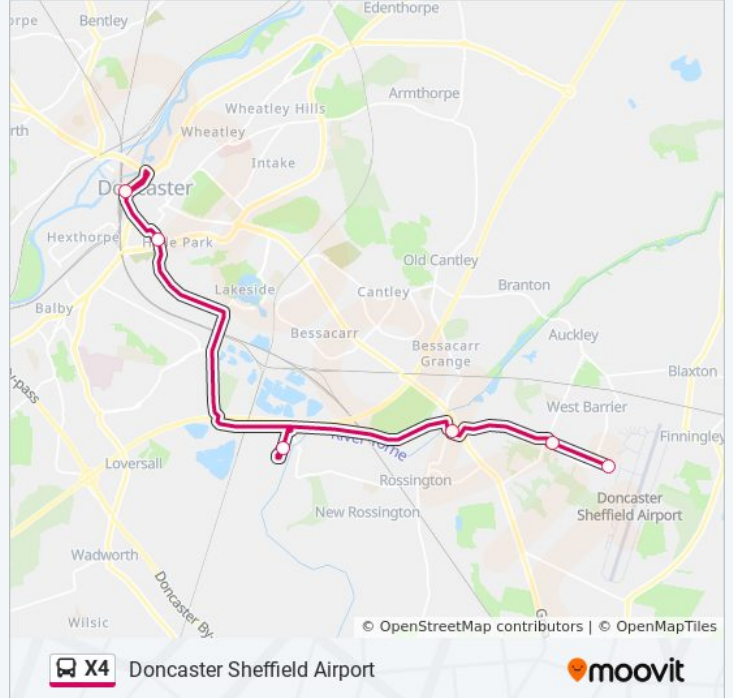 Edenthorpe
Bentley
orpe
Armthorpe
Wheatley Hills
rth
Wheatley
Intake
Doncaster
Hexthorpe
Hyde Park
Old Cantley
Lakeside
Branton
Cantley
Balby
Bessacarr
Auckley
Bessacarr
Grange
Blaxton
y-pass
West Barrier
Finningley
River Torne
Loversall
Rossington
Doncaster
Sheffield Airport
New Rossington
Wadworth
Doncaster By-
G
Wilsic
© OpenStreetMap contributors | © OpenMapTiles
X4 Doncaster Sheffield Airport
moovit